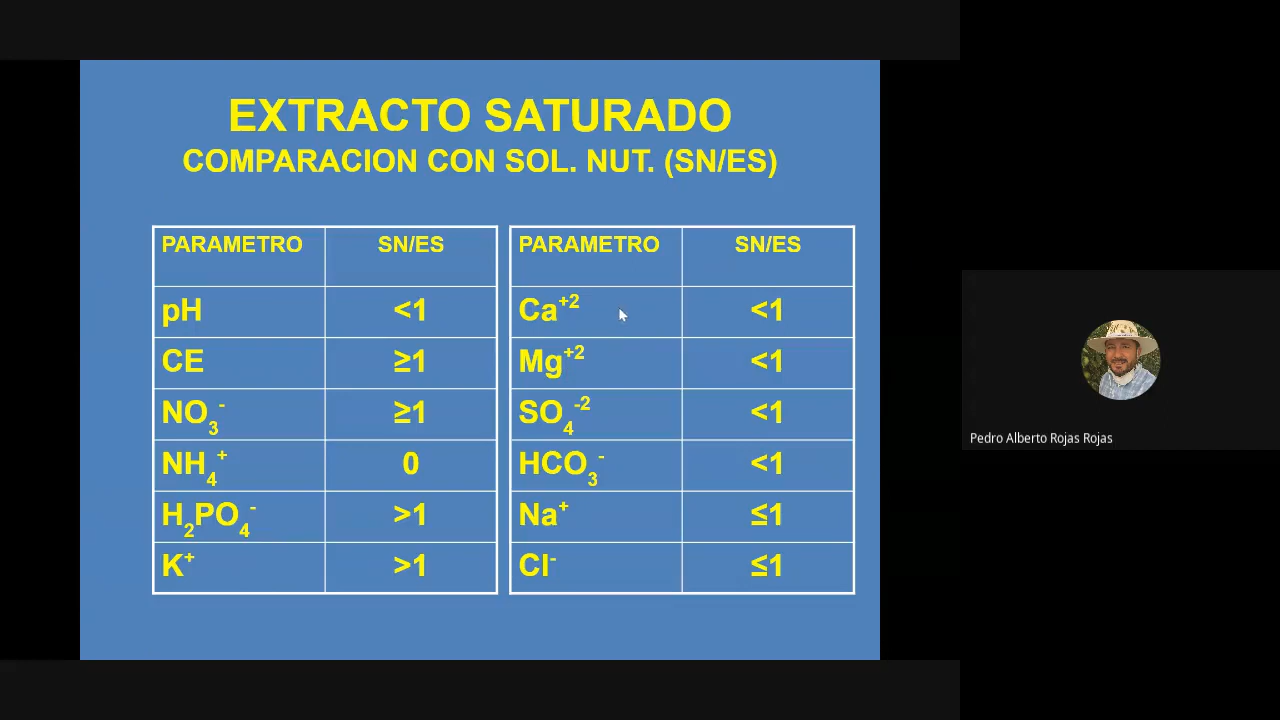 EXTRACTO SATURADO
COMPARACION CON SOL. NUT. (SN/ES)
PARAMETRO SN/ES PARAMETRO SN/ES
pH <1 Ca⁺² <1
CE ≥1 Mg⁺² <1
NO₃⁻ ≥1 SO₄⁻² <1
NH₄⁺ 0 HCO₃⁻ <1
H₂PO₄⁻ >1 Na⁺ ≤1
K⁺ >1 Cl⁻ ≤1
Pedro Alberto Rojas Rojas